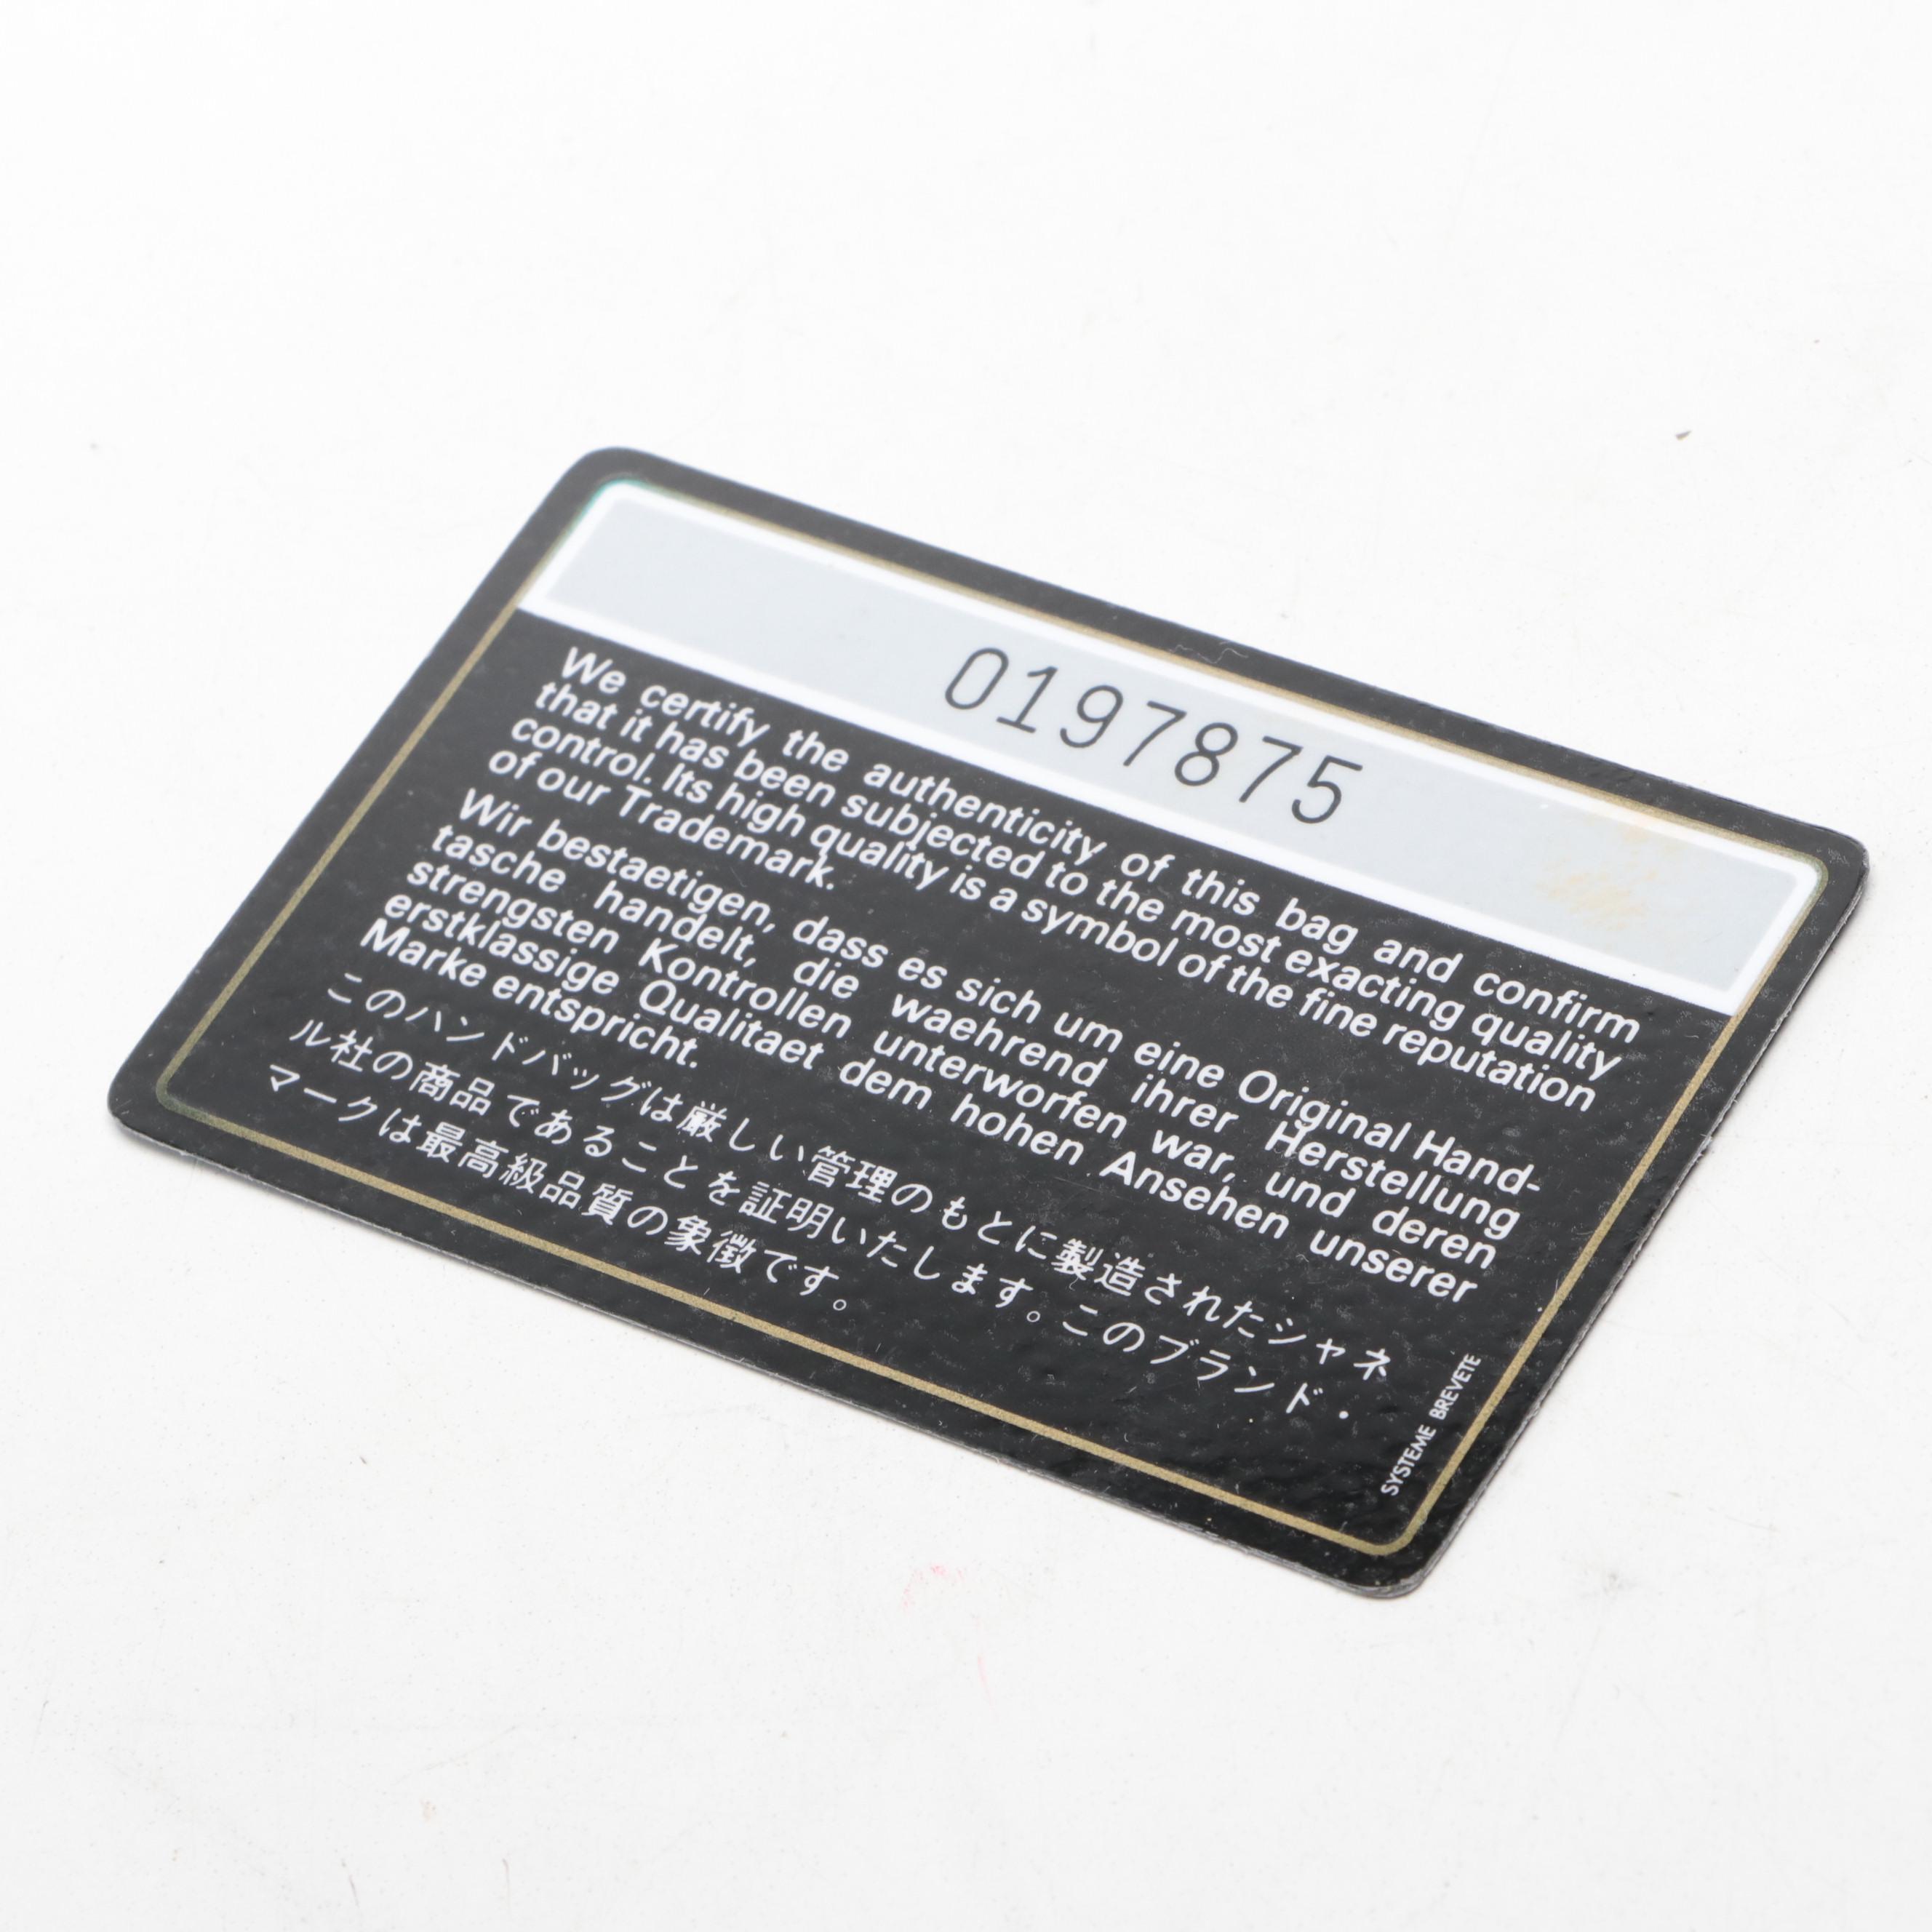 0197875
We certify the authenticity of this bag and confirm
that it has been subjected to the most exacting quality
control. Its high quality is a symbol of the fine reputation
of our Trademark.
Wir bestaetigen, dass es sich um eine Original Hand-
tasche handelt, die waehrend ihrer Herstellung
strengsten Kontrollen unterworfen war, und deren
erstklassige Qualitaet dem hohen Ansehen unserer
Marke entspricht.
このハンドバッグは厳しい管理のもとに製造されたシャネ
ル社の商品であることを証明いたします。このブランド・
マークは最高級品質の象徴です。
SYSTEME BREVETE